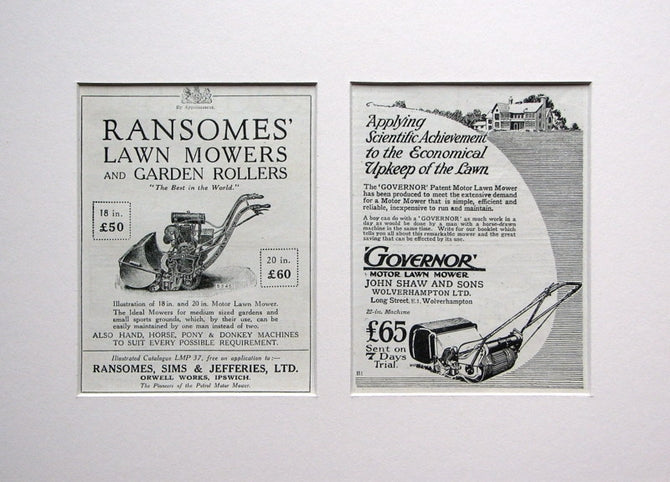 By Appointment.
RANSOMES'
LAWN MOWERS
AND GARDEN ROLLERS
"The Best in the World."
18 in.
£50
20 in.
£60
Illustration of 18 in. and 20 in. Motor Lawn Mower.
The Ideal Mowers for medium sized gardens and
small sports grounds, which, by their use, can be
easily maintained by one man instead of two.
ALSO HAND, HORSE, PONY & DONKEY MACHINES
TO SUIT EVERY POSSIBLE REQUIREMENT.
Illustrated Catalogue LMP 37, free on application to:—
RANSOMES, SIMS & JEFFERIES, LTD.
ORWELL WORKS, IPSWICH.
The Pioneers of the Petrol Motor Mower.
Applying
Scientific Achievement
to the Economical
Upkeep of the Lawn
The 'GOVERNOR' Patent Motor Lawn Mower
has been produced to meet the extensive demand
for a Motor Mower that is simple, efficient and
reliable, inexpensive to run and maintain.
A boy can do with a 'GOVERNOR' as much work in a
day as would be done by a man with a horse-drawn
machine in the same time. Write for our booklet which
tells you all about this remarkable mower and the great
saving that can be effected by its use.
'GOVERNOR'
MOTOR LAWN MOWER
JOHN SHAW AND SONS
WOLVERHAMPTON LTD.
Long Street, E.1, Wolverhampton
22-in. Machine
£65
Sent on
7 Days
Trial.